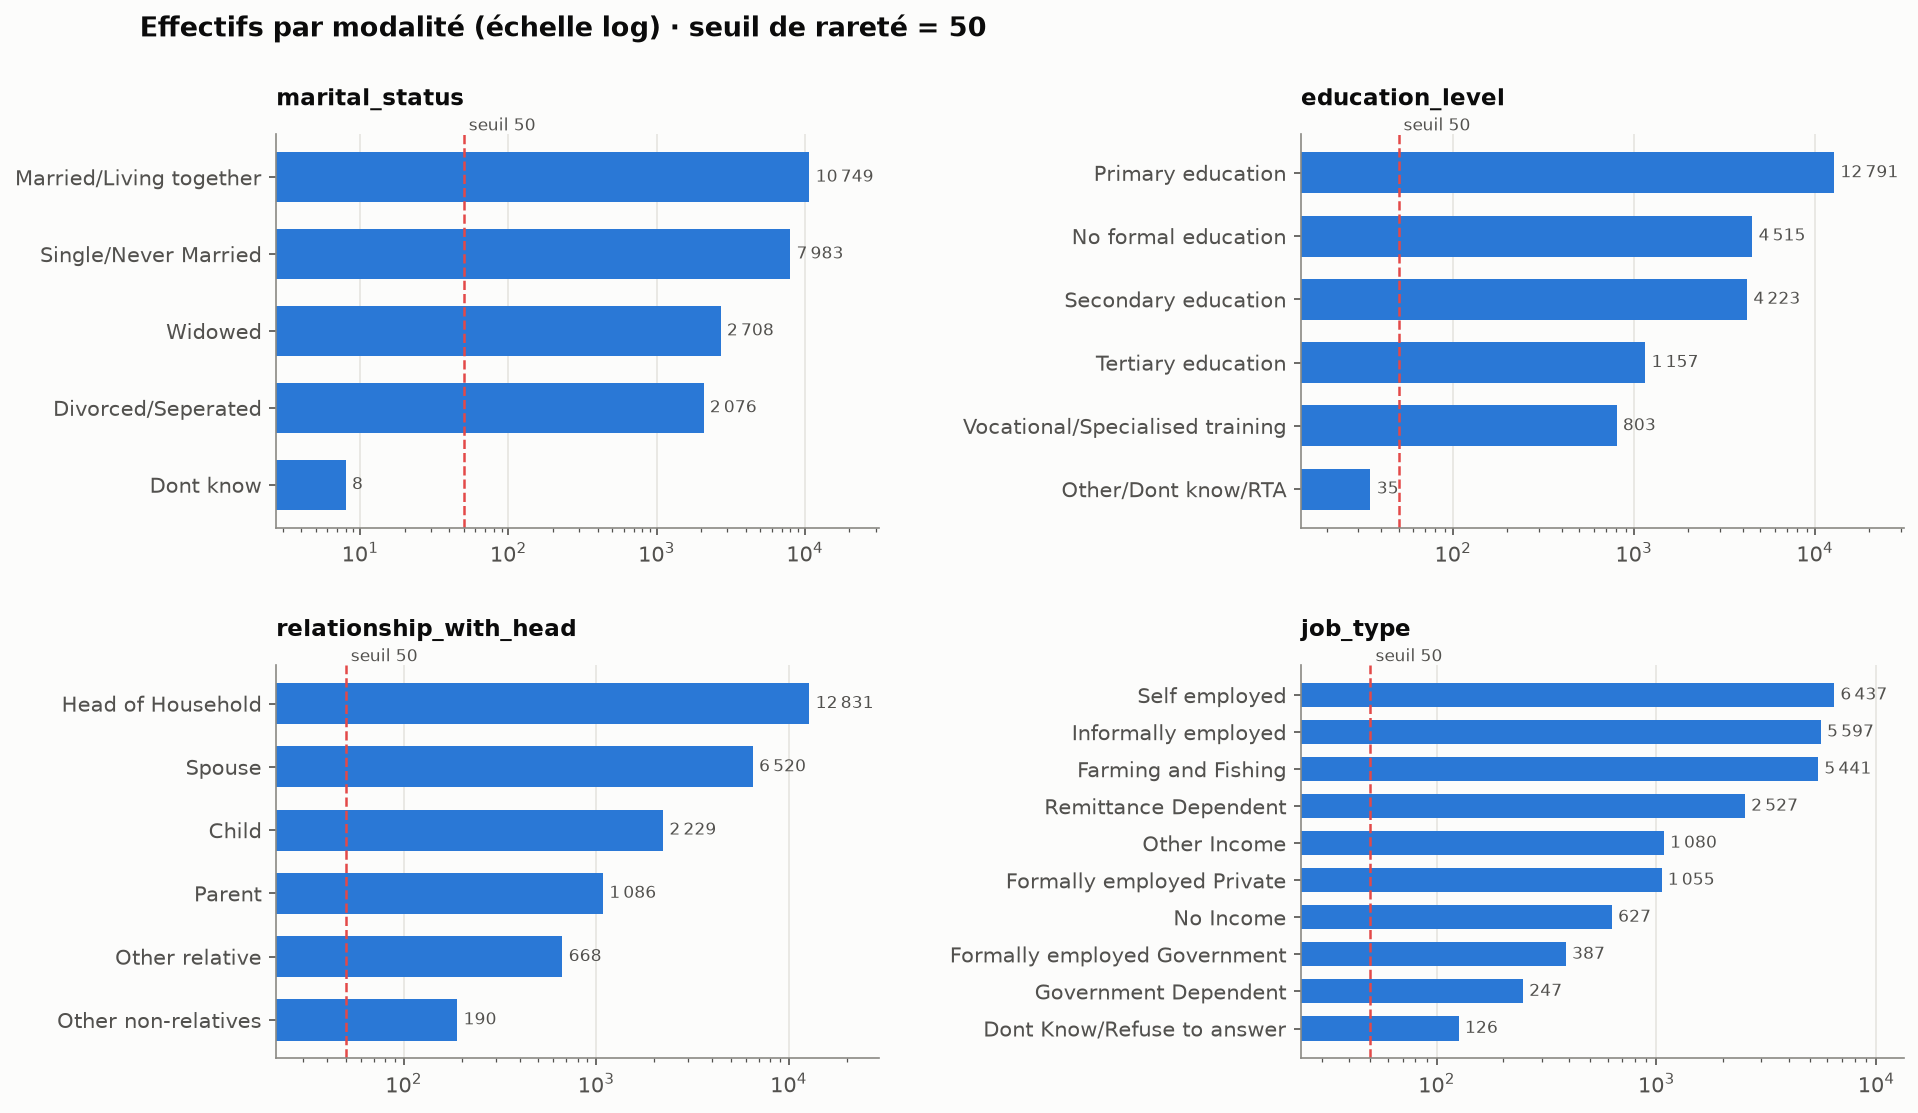 Effectifs par modalité (échelle log) · seuil de rareté = 50
marital_status
seuil 50
Married/Living together 10 749
Single/Never Married 7 983
Widowed 2 708
Divorced/Seperated 2 076
Dont know 8
10¹ 10² 10³ 10⁴
education_level
seuil 50
Primary education 12 791
No formal education 4 515
Secondary education 4 223
Tertiary education 1 157
Vocational/Specialised training 803
Other/Dont know/RTA 35
10² 10³ 10⁴
relationship_with_head
seuil 50
Head of Household 12 831
Spouse 6 520
Child 2 229
Parent 1 086
Other relative 668
Other non-relatives 190
10² 10³ 10⁴
job_type
seuil 50
Self employed 6 437
Informally employed 5 597
Farming and Fishing 5 441
Remittance Dependent 2 527
Other Income 1 080
Formally employed Private 1 055
No Income 627
Formally employed Government 387
Government Dependent 247
Dont Know/Refuse to answer 126
10² 10³ 10⁴